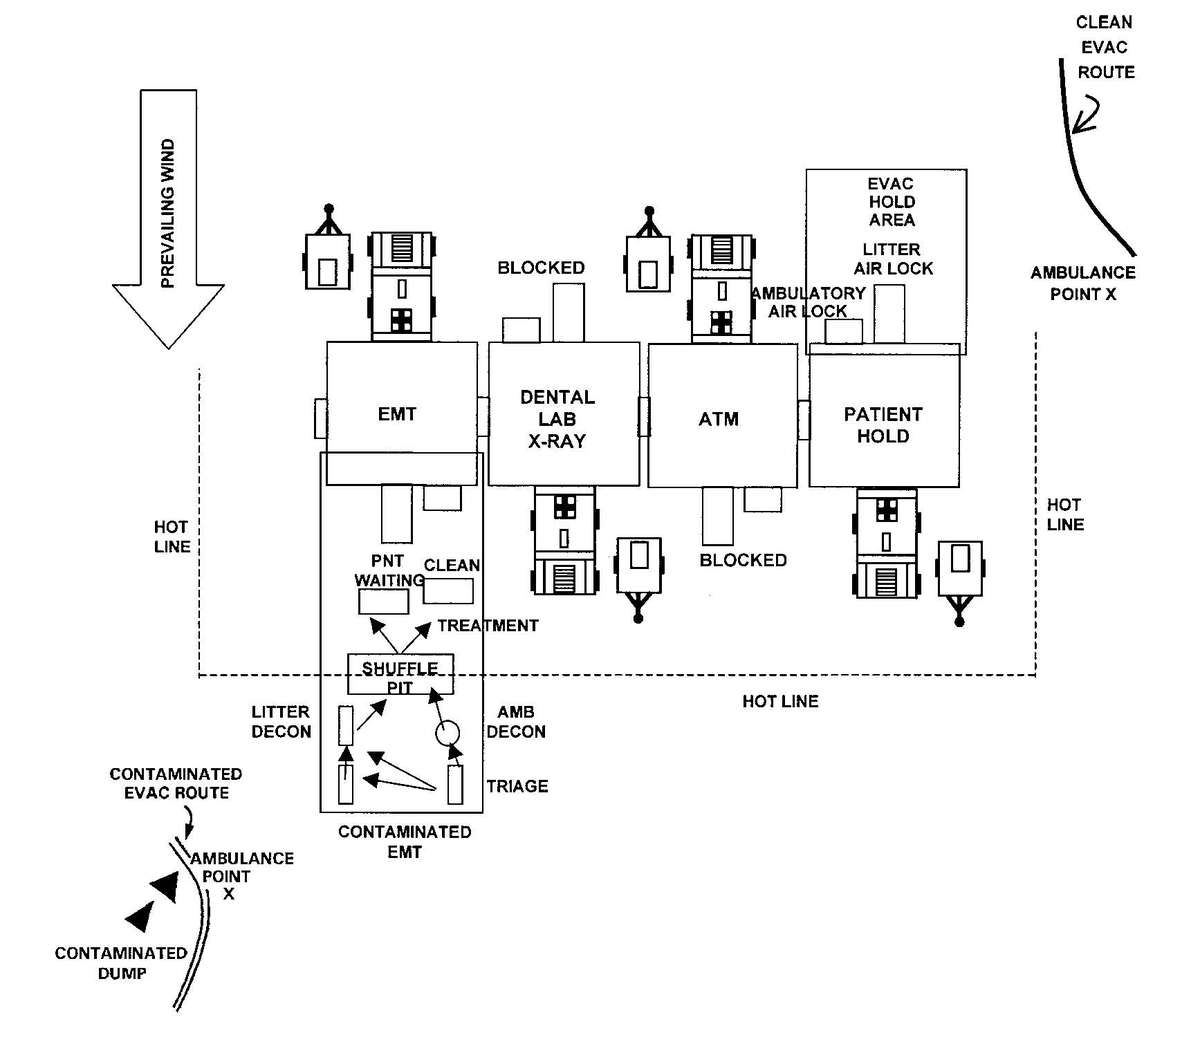 CLEAN
EVAC
ROUTE
PREVAILING WIND
EVAC
HOLD
AREA
LITTER
AIR LOCK
BLOCKED
AMBULANCE
POINT X
AMBULATORY
AIR LOCK
EMT
DENTAL
LAB
X-RAY
ATM
PATIENT
HOLD
HOT
LINE
HOT
LINE
BLOCKED
PNT
WAITING
CLEAN
TREATMENT
SHUFFLE
PIT
HOT LINE
LITTER
DECON
AMB
DECON
TRIAGE
CONTAMINATED
EVAC ROUTE
CONTAMINATED
EMT
AMBULANCE
POINT
X
CONTAMINATED
DUMP